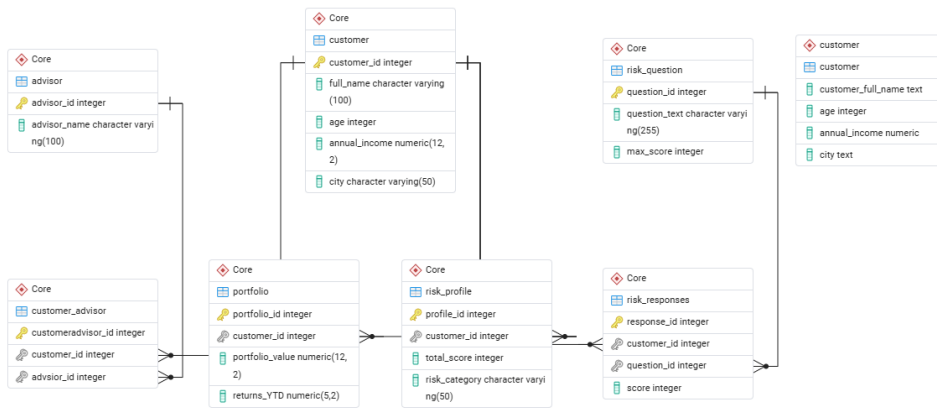 Core
advisor
advisor_id integer
advisor_name character varyi
ng(100)
Core
customer
customer_id integer
full_name character varying
(100)
age integer
annual_income numeric(12,
2)
city character varying(50)
Core
risk_question
question_id integer
question_text character varyi
ng(255)
max_score integer
customer
customer
customer_full_name text
age integer
annual_income numeric
city text
Core
customer_advisor
customeradvisor_id integer
customer_id integer
advsior_id integer
Core
portfolio
portfolio_id integer
customer_id integer
portfolio_value numeric(12,
2)
returns_YTD numeric(5,2)
Core
risk_profile
profile_id integer
customer_id integer
total_score integer
risk_category character varyi
ng(50)
Core
risk_responses
response_id integer
customer_id integer
question_id integer
score integer